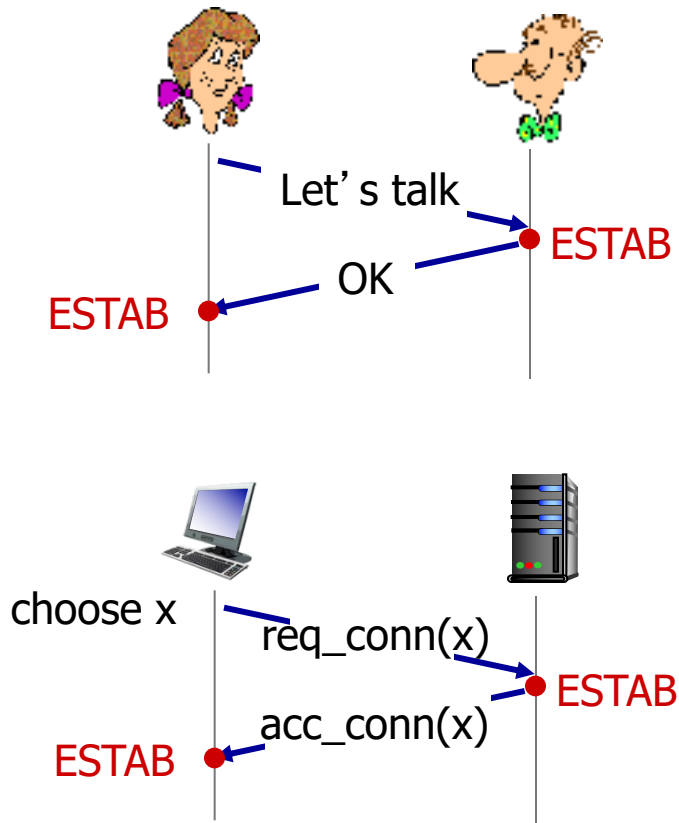 Let’s talk
ESTAB
OK
ESTAB
choose x
req_conn(x)
ESTAB
acc_conn(x)
ESTAB